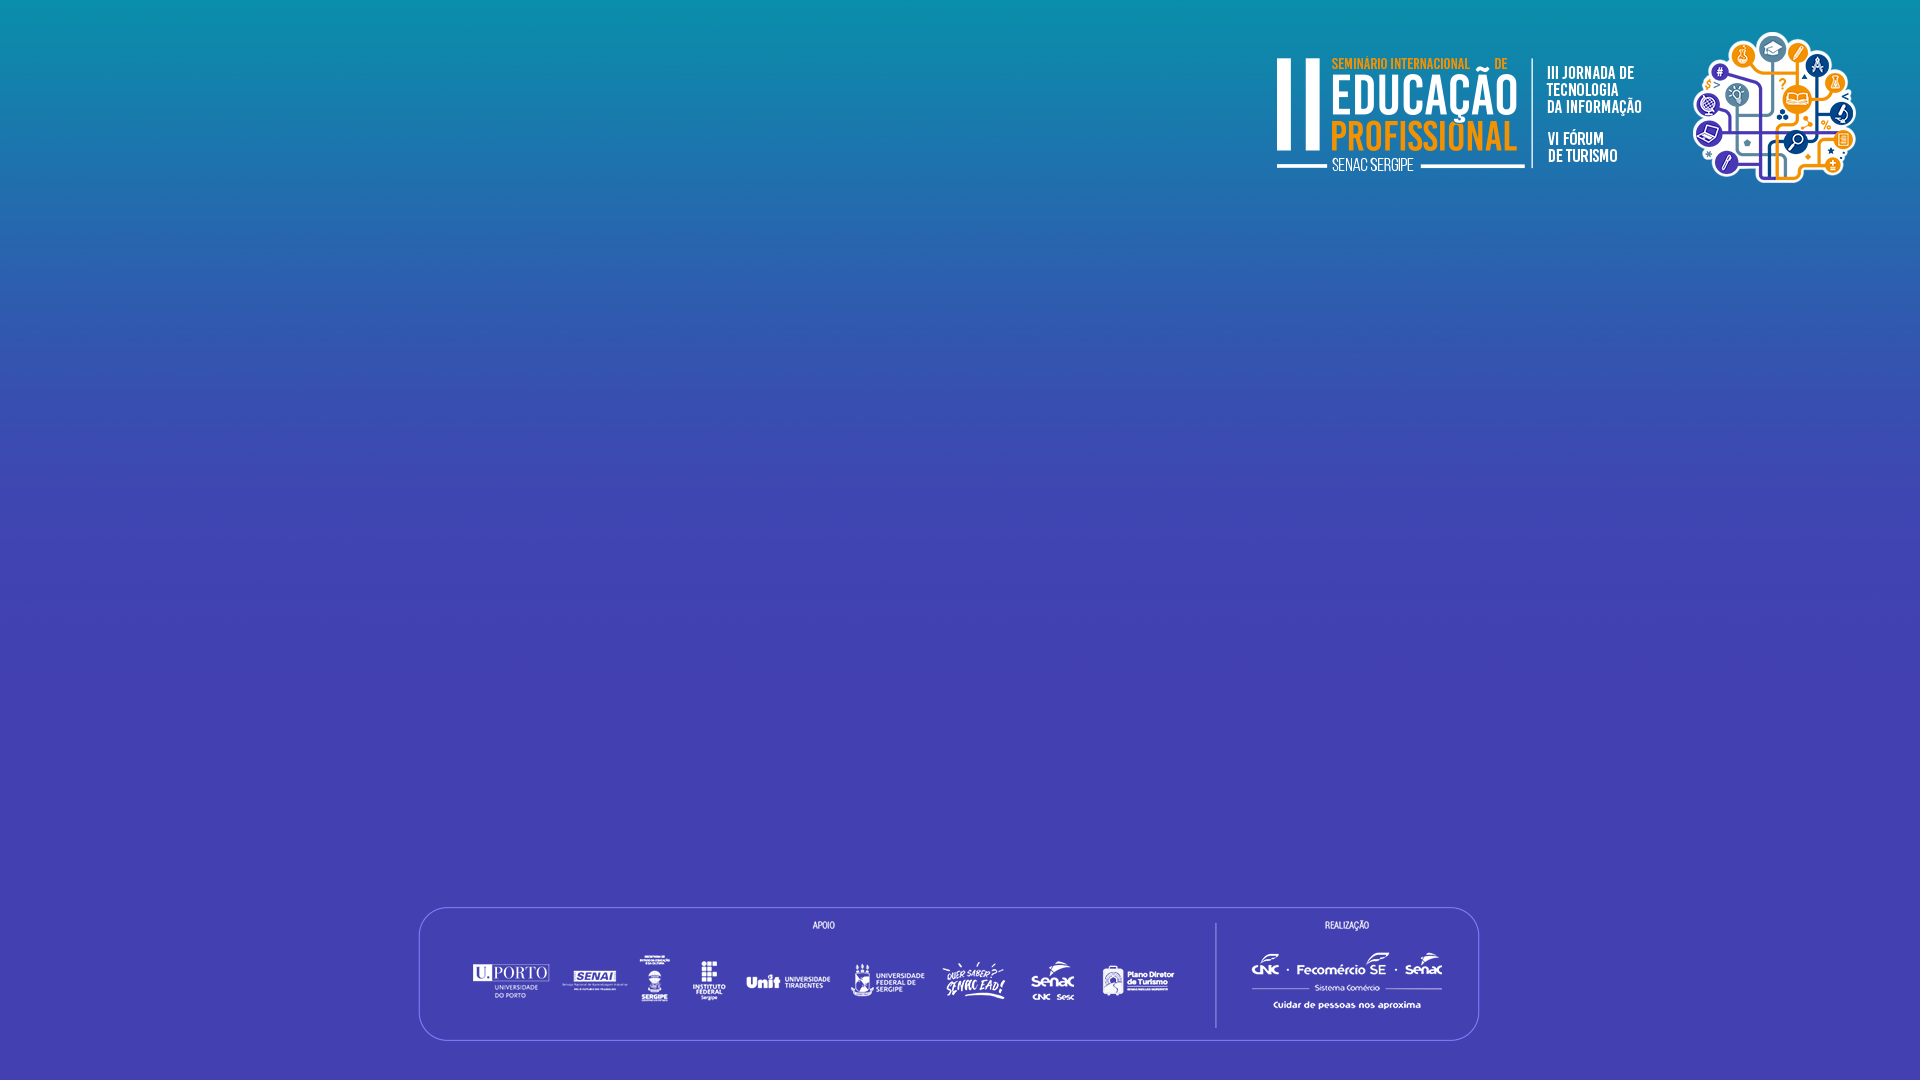 II
SEMINÁRIO INTERNACIONAL DE
EDUCAÇÃO
PROFISSIONAL
SENAC SERGIPE
III JORNADA DE
TECNOLOGIA
DA INFORMAÇÃO
VI FÓRUM
DE TURISMO
APOIO
U. PORTO
UNIVERSIDADE
DO PORTO
SENAI
SERGIPE
INSTITUTO
FEDERAL
Sergipe
Unit UNIVERSIDADE
TIRADENTES
UNIVERSIDADE
FEDERAL DE
SERGIPE
QUER SABER?
SENAC EAD!
Senac
CNC Sesc
Plano Diretor
de Turismo
REALIZAÇÃO
CNC · Fecomércio SE · Senac
Sistema Comércio
Cuidar de pessoas nos aproxima